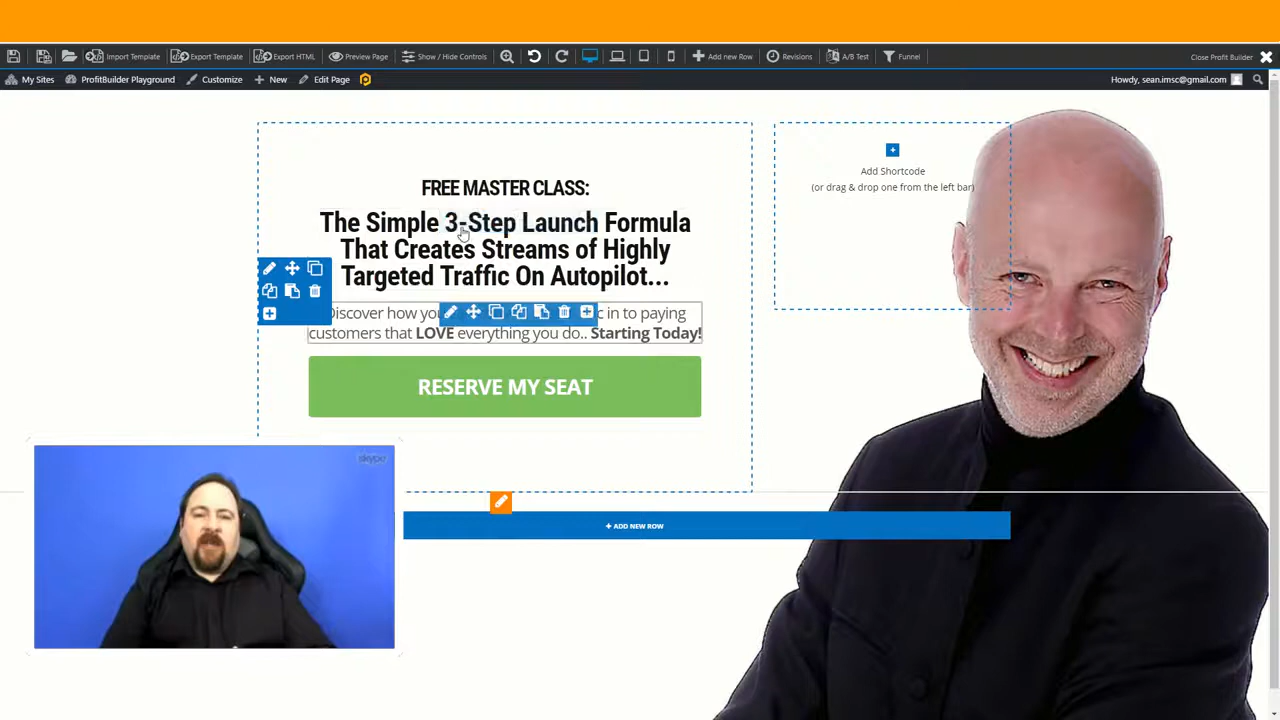 Import Template Export Template Export HTML Preview Page Show / Hide Controls Add new Row Revisions A/B Test Funnel Close Profit Builder
My Sites ProfitBuilder Playground Customize New Edit Page Howdy, sean.imsc@gmail.com
FREE MASTER CLASS:
The Simple 3-Step Launch Formula
That Creates Streams of Highly
Targeted Traffic On Autopilot...
Discover how you c in to paying
customers that LOVE everything you do.. Starting Today!
RESERVE MY SEAT
Add Shortcode
(or drag & drop one from the left bar)
skype
+ ADD NEW ROW